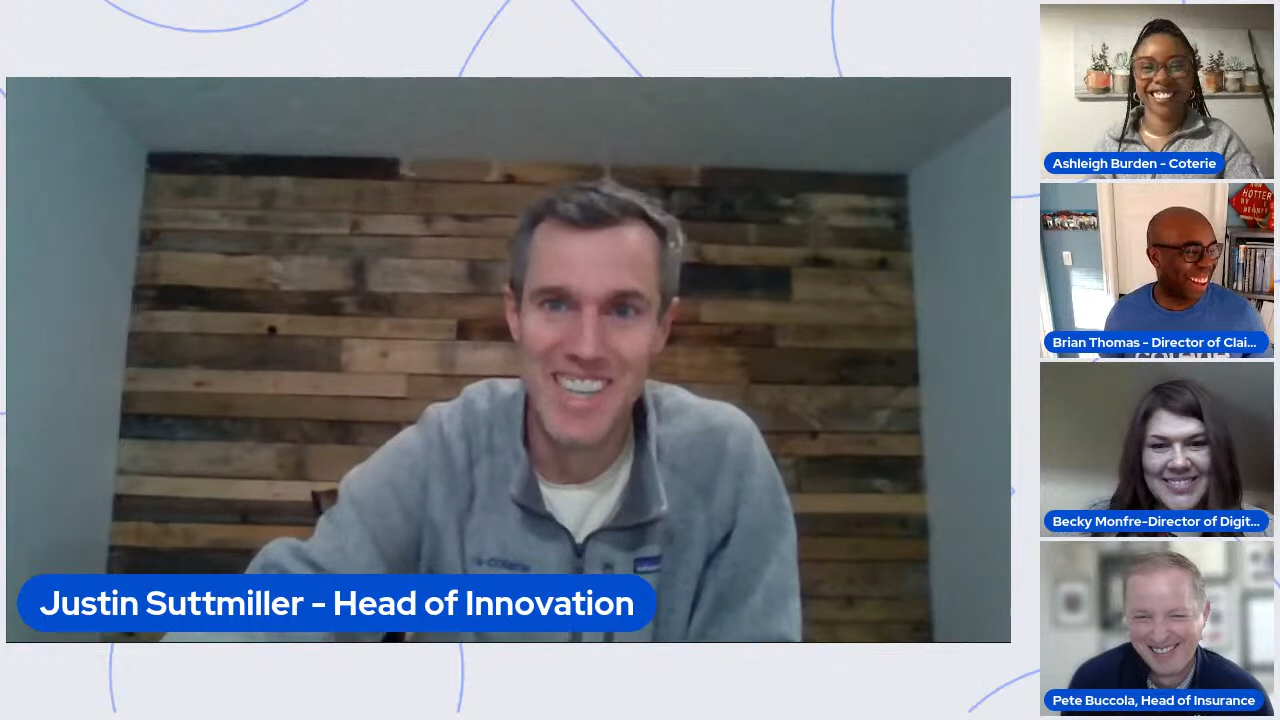 Justin Suttmiller - Head of Innovation
Ashleigh Burden - Coterie
HOTTER
Brian Thomas - Director of Clai...
Becky Monfre-Director of Digit...
Pete Buccola, Head of Insurance